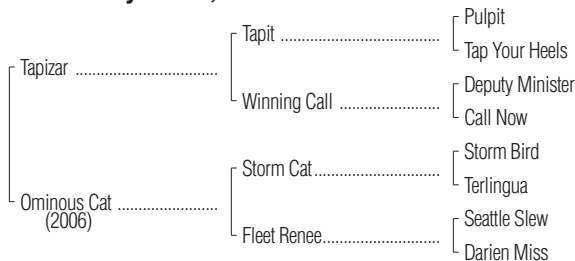 Tapizar
Tapit
Pulpit
Tap Your Heels
Winning Call
Deputy Minister
Call Now
Ominous Cat
(2006)
Storm Cat
Storm Bird
Terlingua
Fleet Renee
Seattle Slew
Darien Miss